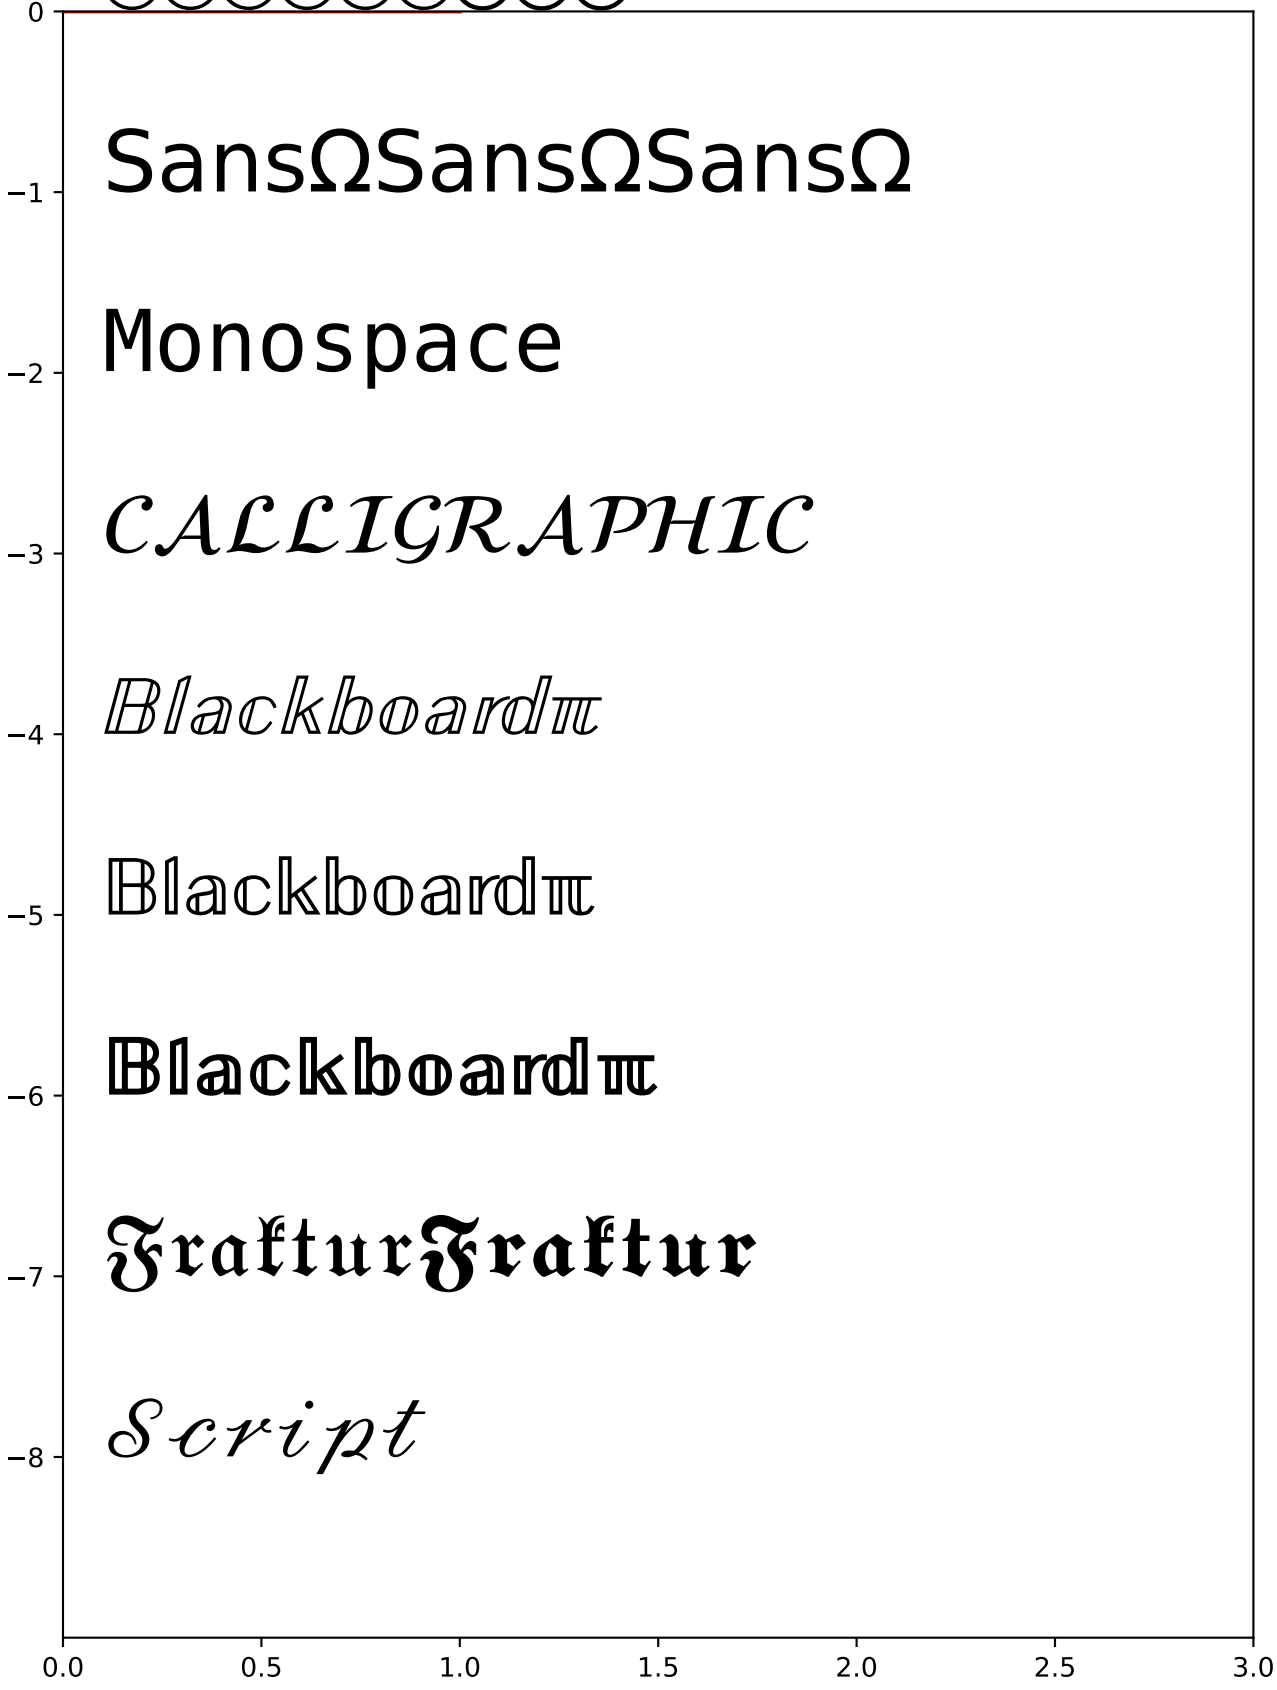 0
SansΩSansΩSansΩ
−1
Monospace
−2
CALLIGRAPHIC
−3
Blackboardπ
−4
Blackboardπ
−5
Blackboardπ
−6
FrakturFraktur
−7
Script
−8
0.0 0.5 1.0 1.5 2.0 2.5 3.0